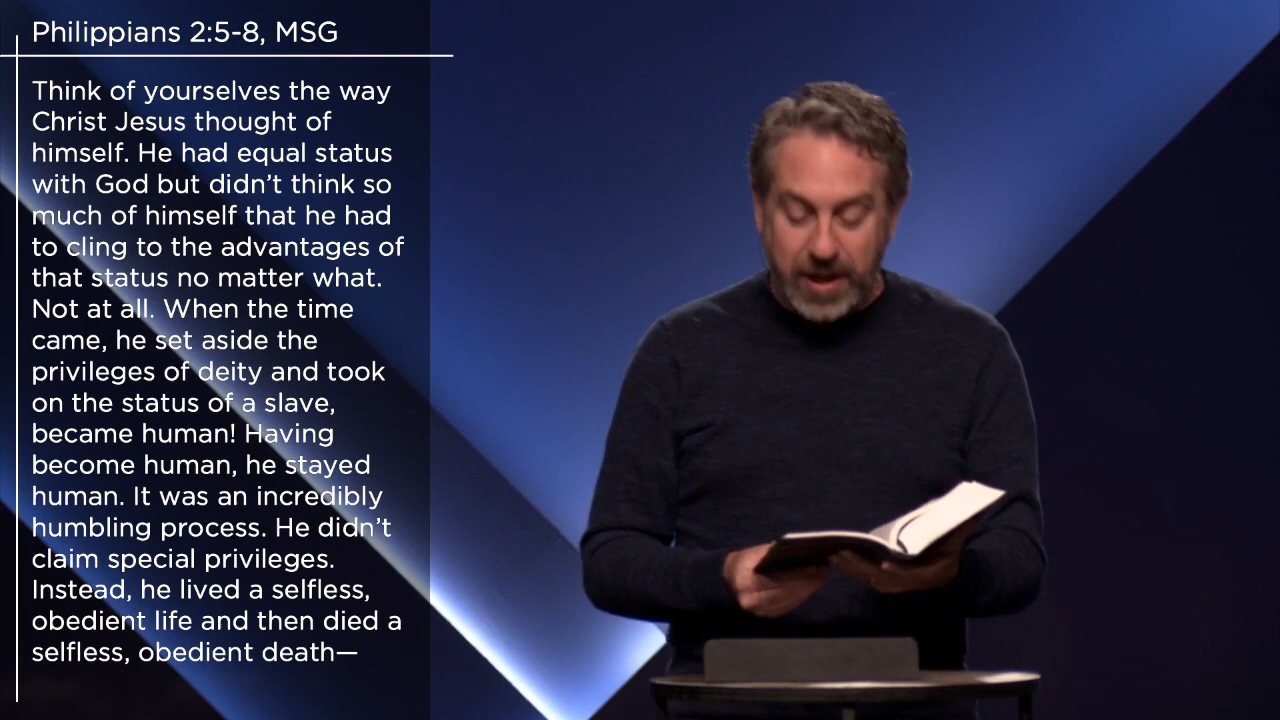 Philippians 2:5-8, MSG
Think of yourselves the way
Christ Jesus thought of
himself. He had equal status
with God but didn’t think so
much of himself that he had
to cling to the advantages of
that status no matter what.
Not at all. When the time
came, he set aside the
privileges of deity and took
on the status of a slave,
became human! Having
become human, he stayed
human. It was an incredibly
humbling process. He didn’t
claim special privileges.
Instead, he lived a selfless,
obedient life and then died a
selfless, obedient death—